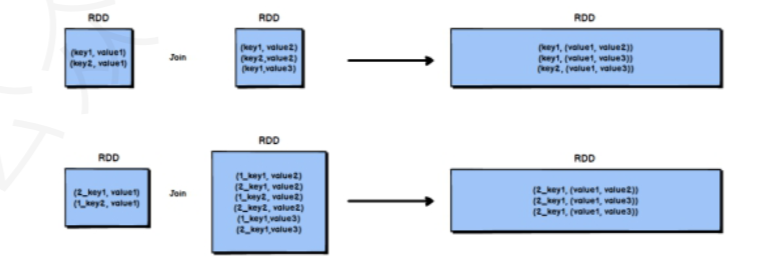 RDD
(key1, value1)
(key2, value1)
Join
RDD
(key1, value2)
(key2,value2)
(key1,value3)
RDD
(key1, (value1, value2))
(key1, (value1, value3))
(key2, (value1, value3))
RDD
(2_key1, value1)
(1_key2, value1)
Join
RDD
(1_key1, value2)
(2_key1, value2)
(1_key2, value2)
(2_key2, value2)
(1_key1,value3)
(2_key1,value3)
RDD
(2_key1, (value1, value2))
(2_key1, (value1, value3))
(2_key1, (value1, value3))